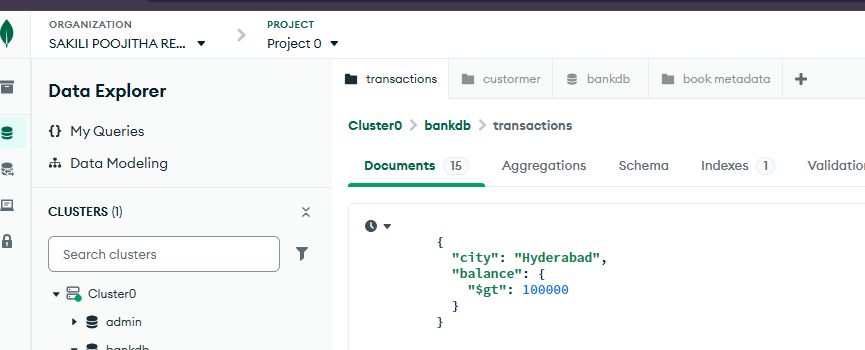 ORGANIZATION
SAKILI POOJITHA RE...
PROJECT
Project 0
Data Explorer
{} My Queries
Data Modeling
CLUSTERS (1)
Search clusters
Cluster0
admin
bankdb
transactions
custormer
bankdb
book.metadata
+
Cluster0 > bankdb > transactions
Documents 15 Aggregations Schema Indexes 1 Validation
{
"city": "Hyderabad",
"balance": {
"$gt": 100000
}
}